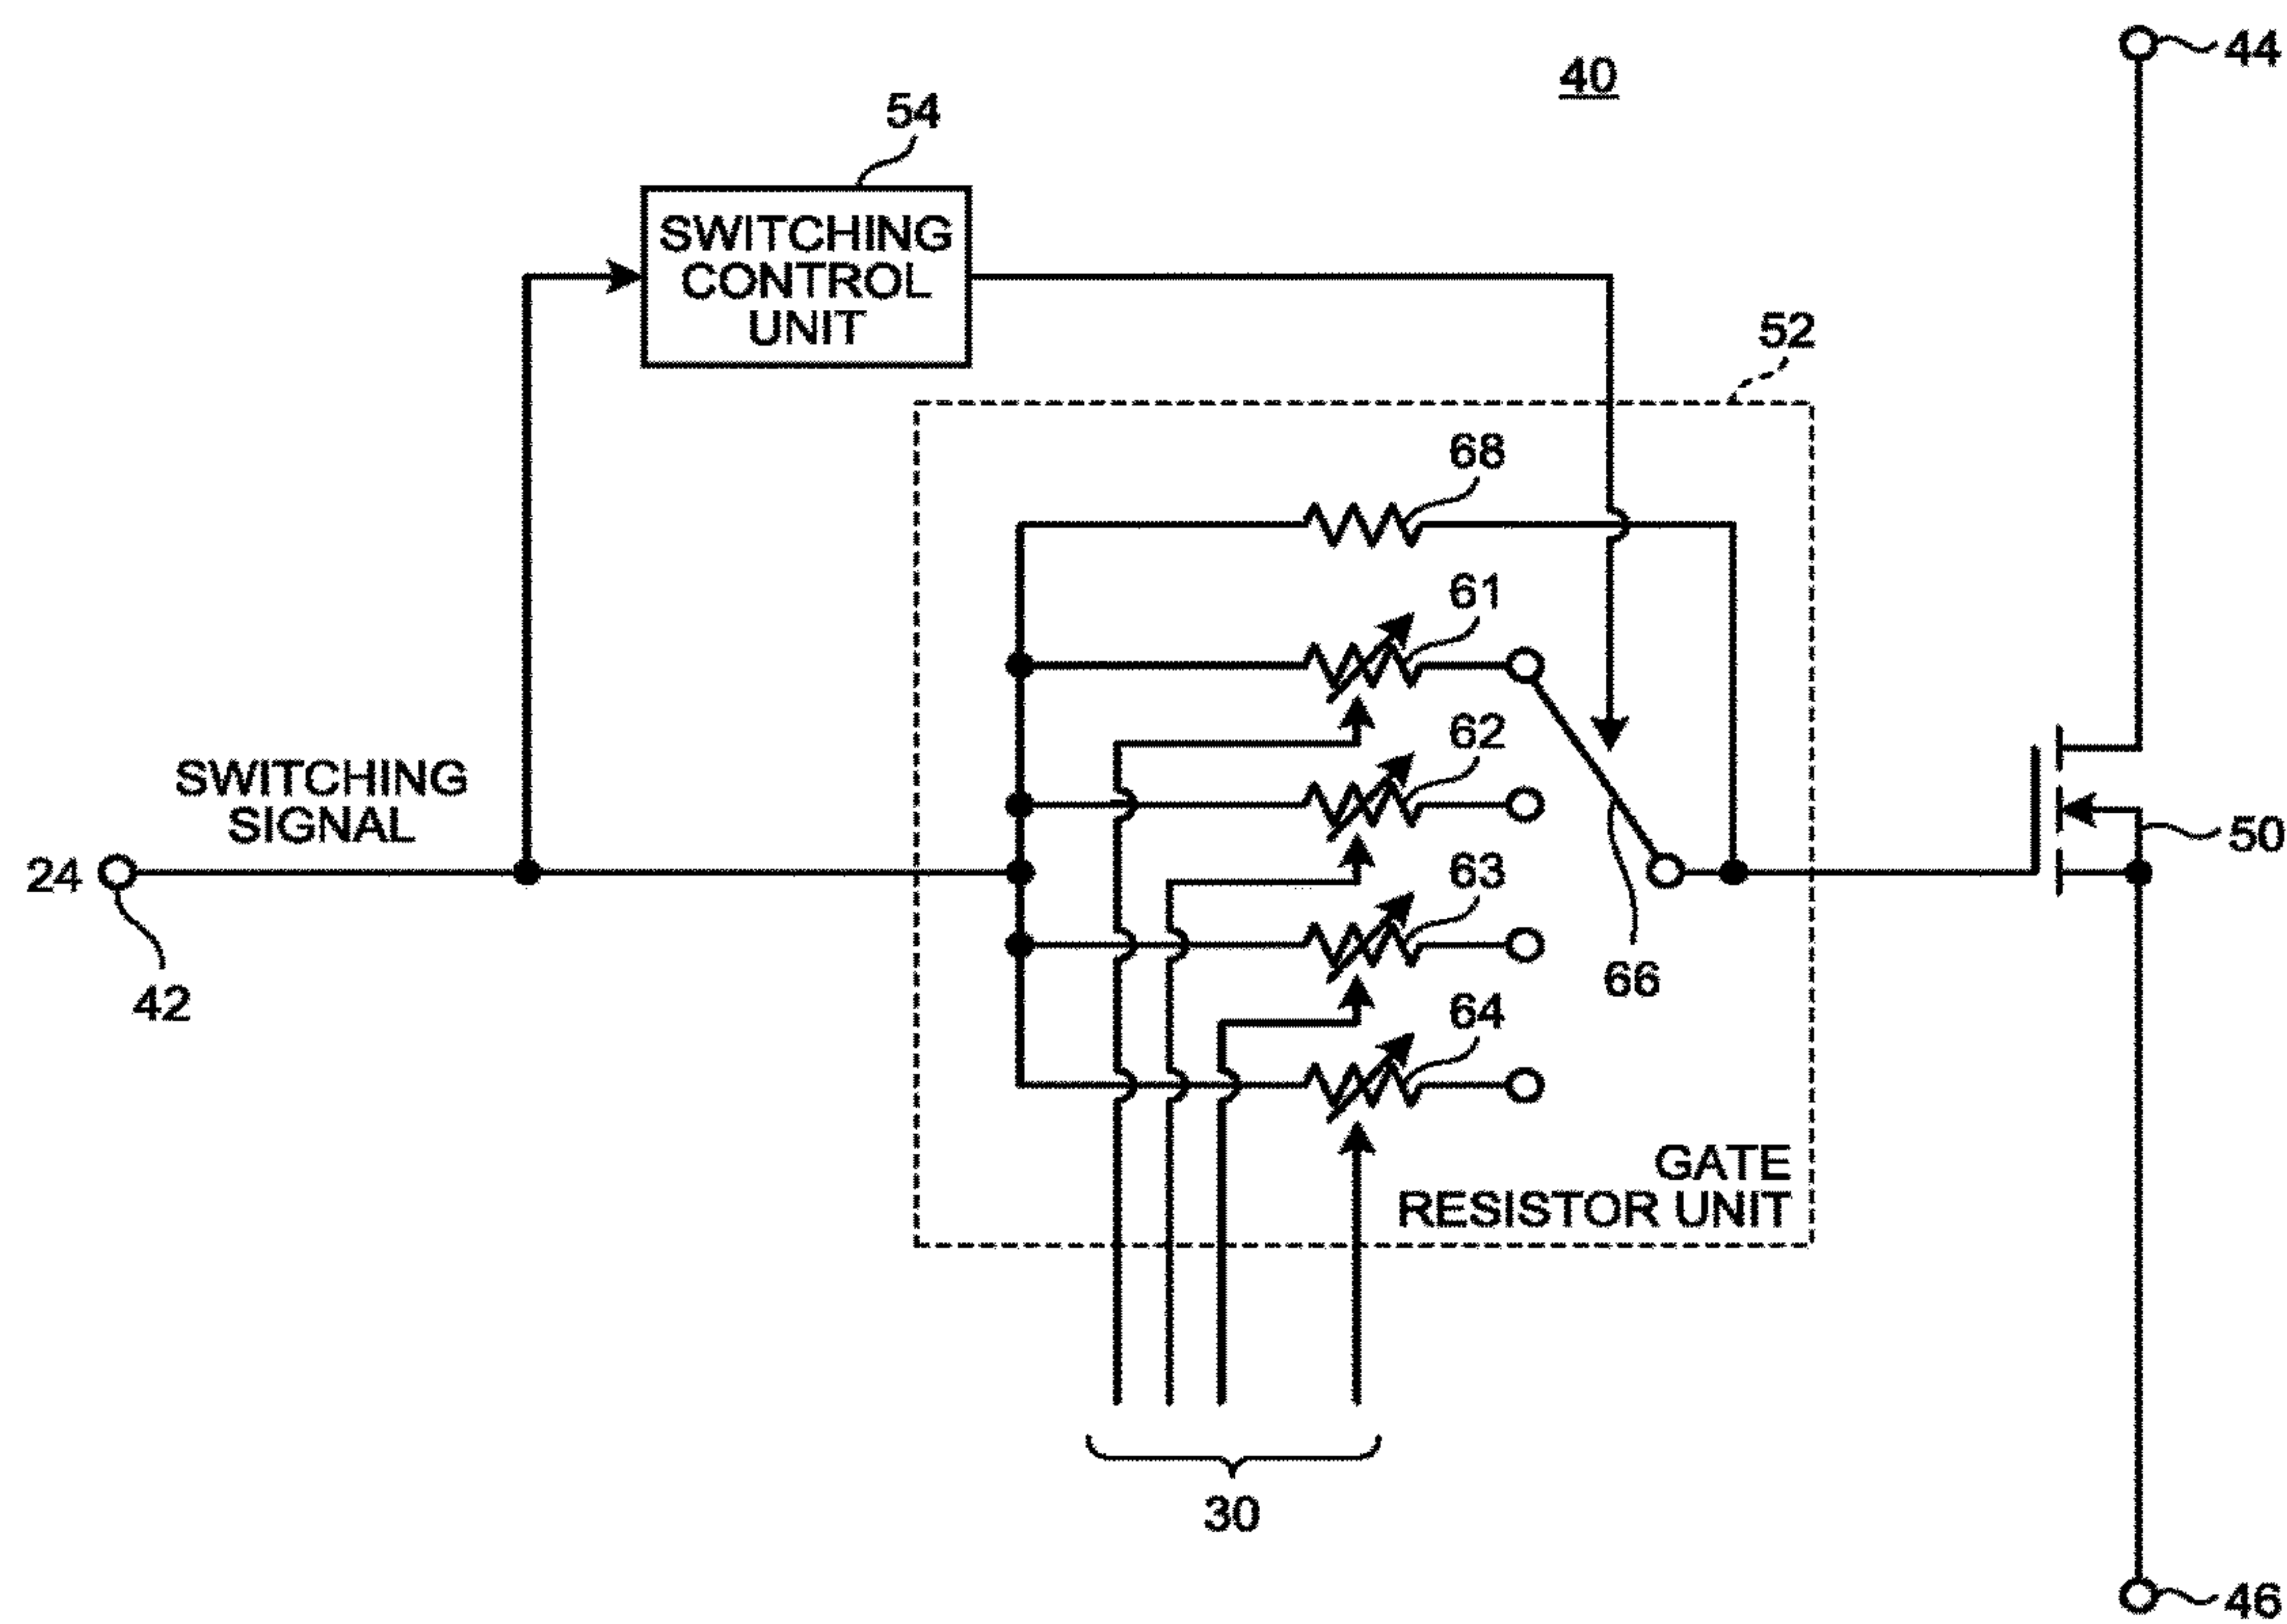 40
44
54
SWITCHING
CONTROL
UNIT
52
68
61
62
SWITCHING
SIGNAL
24
42
63
66
50
64
GATE
RESISTOR UNIT
30
46